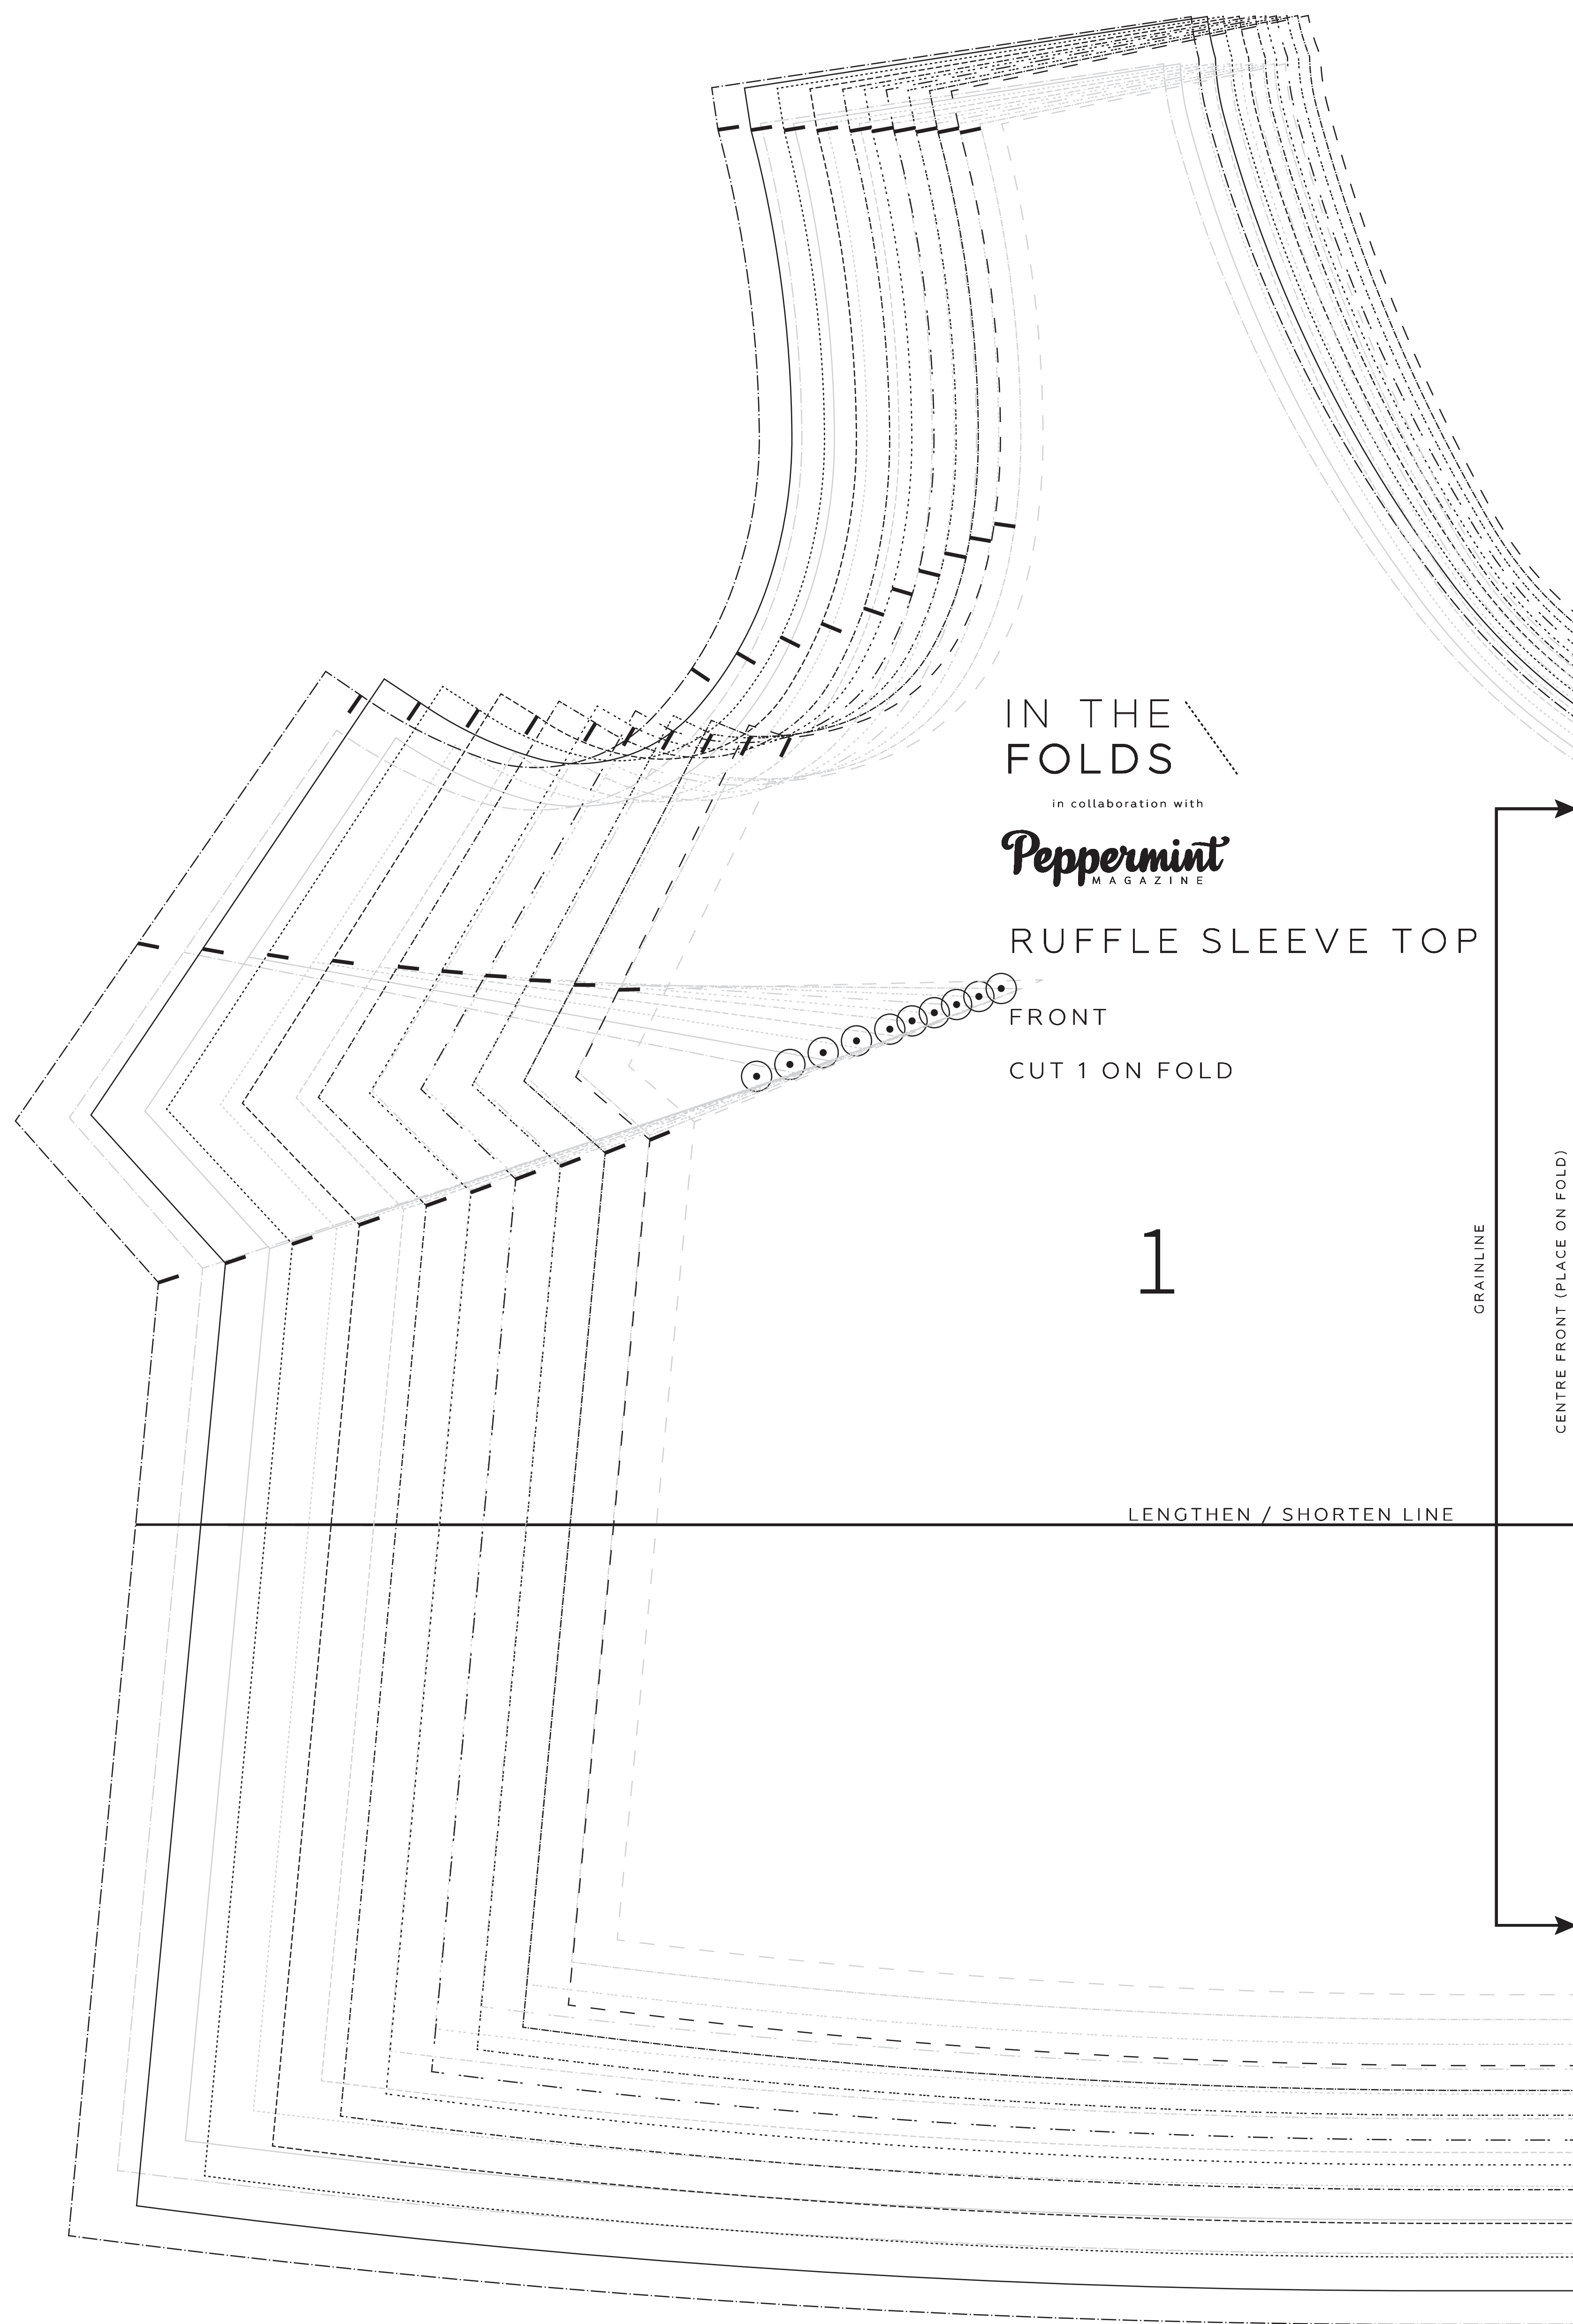 IN THE
FOLDS
in collaboration with
Peppermint
MAGAZINE
RUFFLE SLEEVE TOP
FRONT
CUT 1 ON FOLD
1
GRAINLINE
CENTRE FRONT (PLACE ON FOLD)
LENGTHEN / SHORTEN LINE